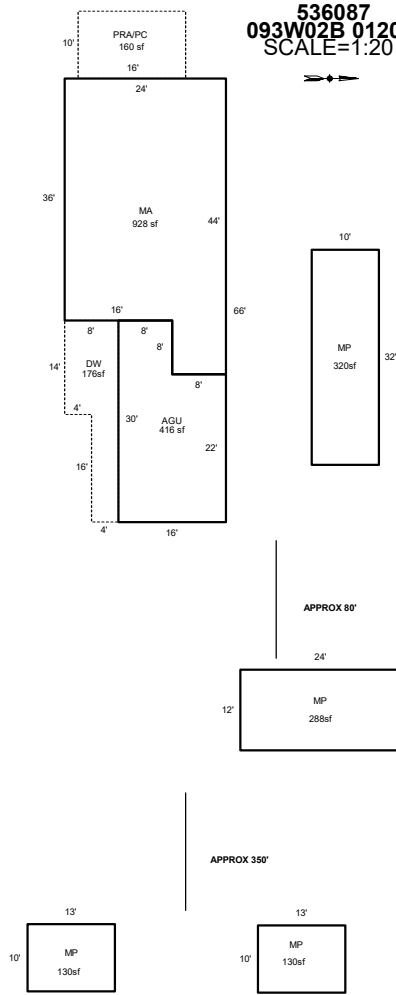 536087
093W02B 0120
SCALE=1:20
10'
PRA/PC
160 sf
16'
24'
36'
MA
928 sf
44'
66'
16'
8'
8'
8'
8'
14'
DW
176sf
4'
30'
AGU
416 sf
22'
16'
4'
16'
10'
MP
320sf
32'
APPROX 80'
24'
12'
MP
288sf
APPROX 350'
13'
10'
MP
130sf
13'
10'
MP
130sf